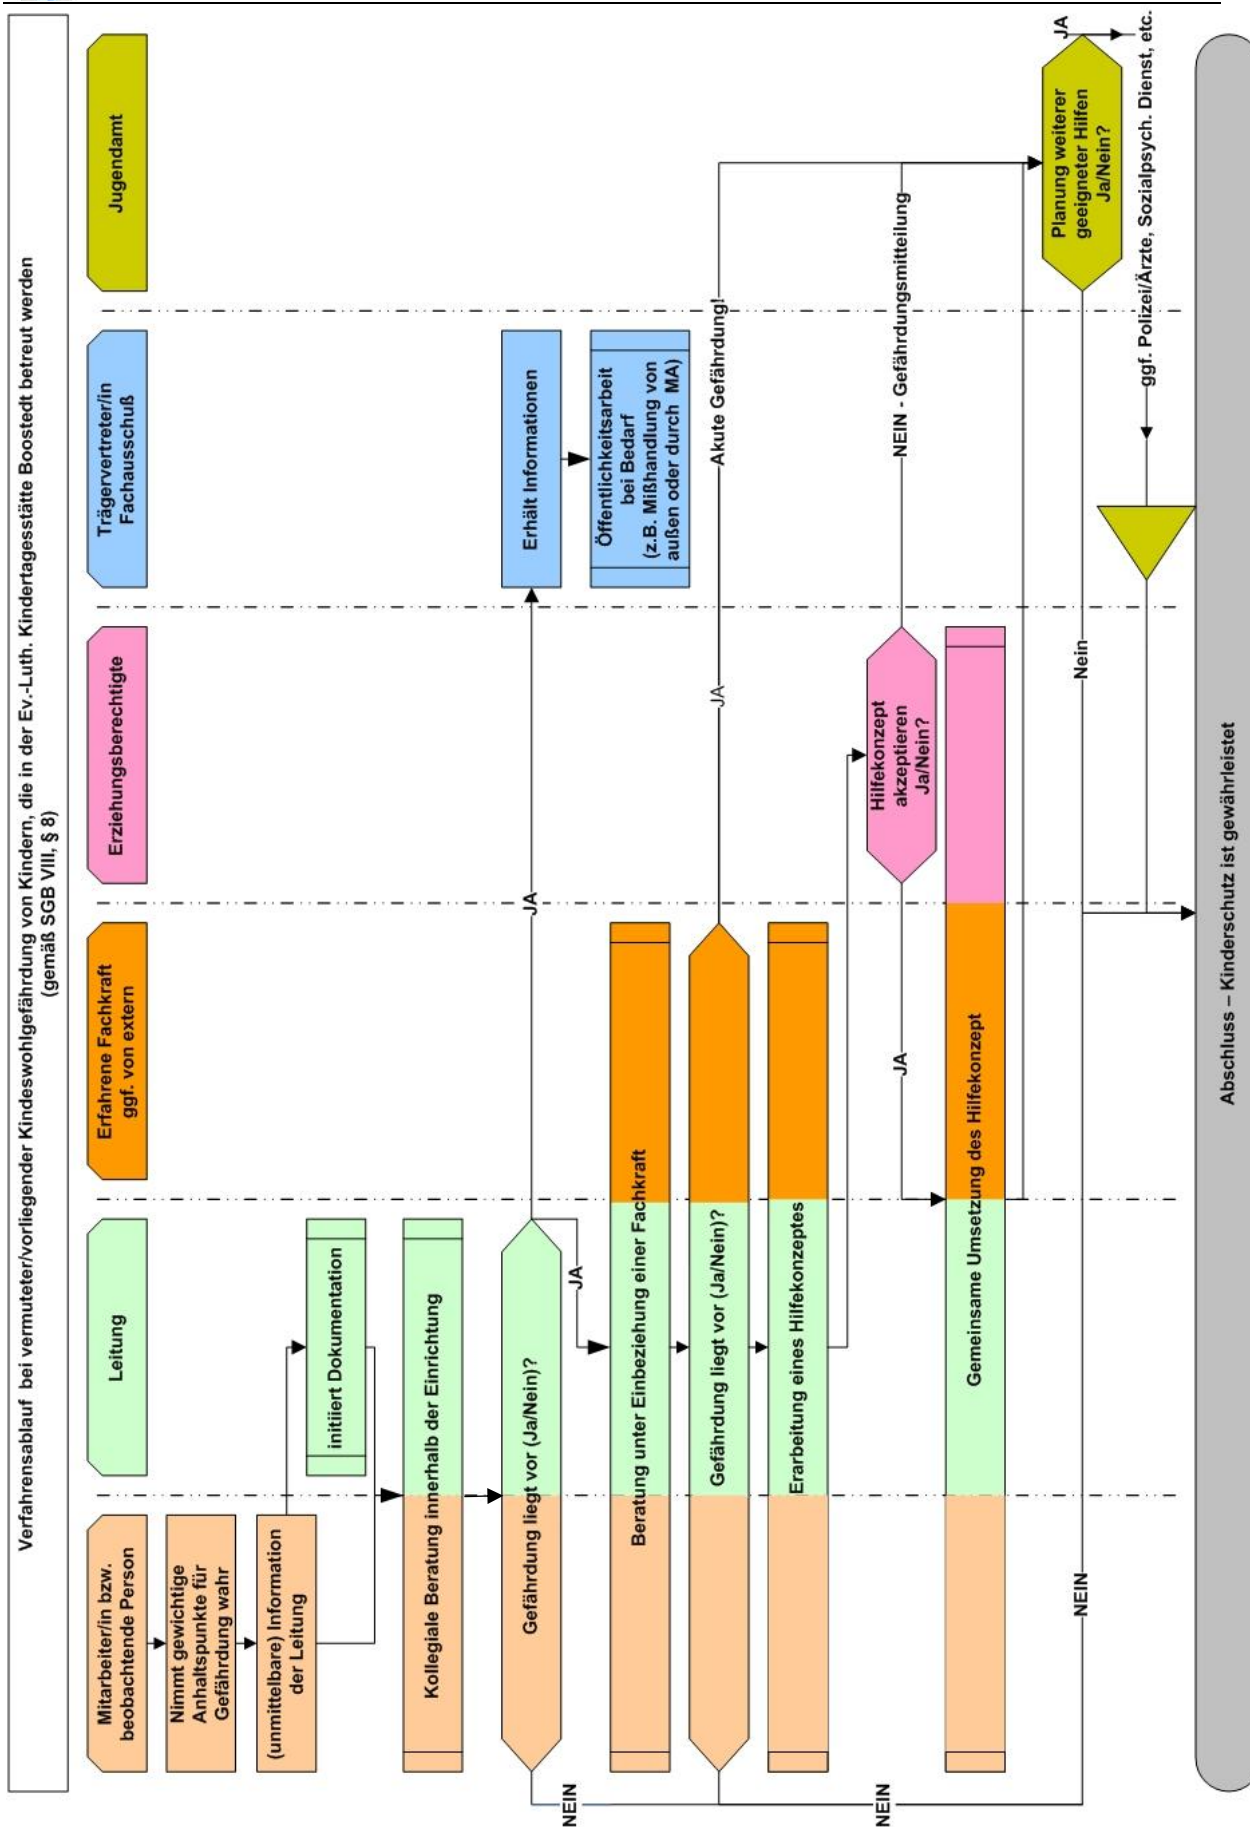 Verfahrensablauf bei vermuteter/vorliegender Kindeswohlgefährdung von Kindern, die in der Ev.-Luth. Kindertagesstätte Boostedt betreut werden
(gemäß SGB VIII, § 8)
Mitarbeiter/in bzw.
beobachtende Person
Leitung
Erfahrene Fachkraft
ggf. von extern
Erziehungsberechtigte
Trägervertreter/in
Fachausschuß
Jugendamt
Nimmt gewichtige
Anhaltspunkte für
Gefährdung wahr
(unmittelbare) Information
der Leitung
initiiert Dokumentation
Kollegiale Beratung innerhalb der Einrichtung
Gefährdung liegt vor (Ja/Nein)?
JA
Erhält Informationen
NEIN
JA
Öffentlichkeitsarbeit
bei Bedarf
(z.B. Mißhandlung von
außen oder durch MA)
Beratung unter Einbeziehung einer Fachkraft
Gefährdung liegt vor (Ja/Nein)?
JA
Akute Gefährdung!
Erarbeitung eines Hilfekonzeptes
NEIN
JA
Hilfekonzept
akzeptieren
Ja/Nein?
NEIN - Gefährdungsmitteilung
Gemeinsame Umsetzung des Hilfekonzept
NEIN
Nein
Planung weiterer
geeigneter Hilfen
Ja/Nein?
JA
ggf. Polizei/Ärzte, Sozialpsych. Dienst, etc.
Abschluss – Kinderschutz ist gewährleistet